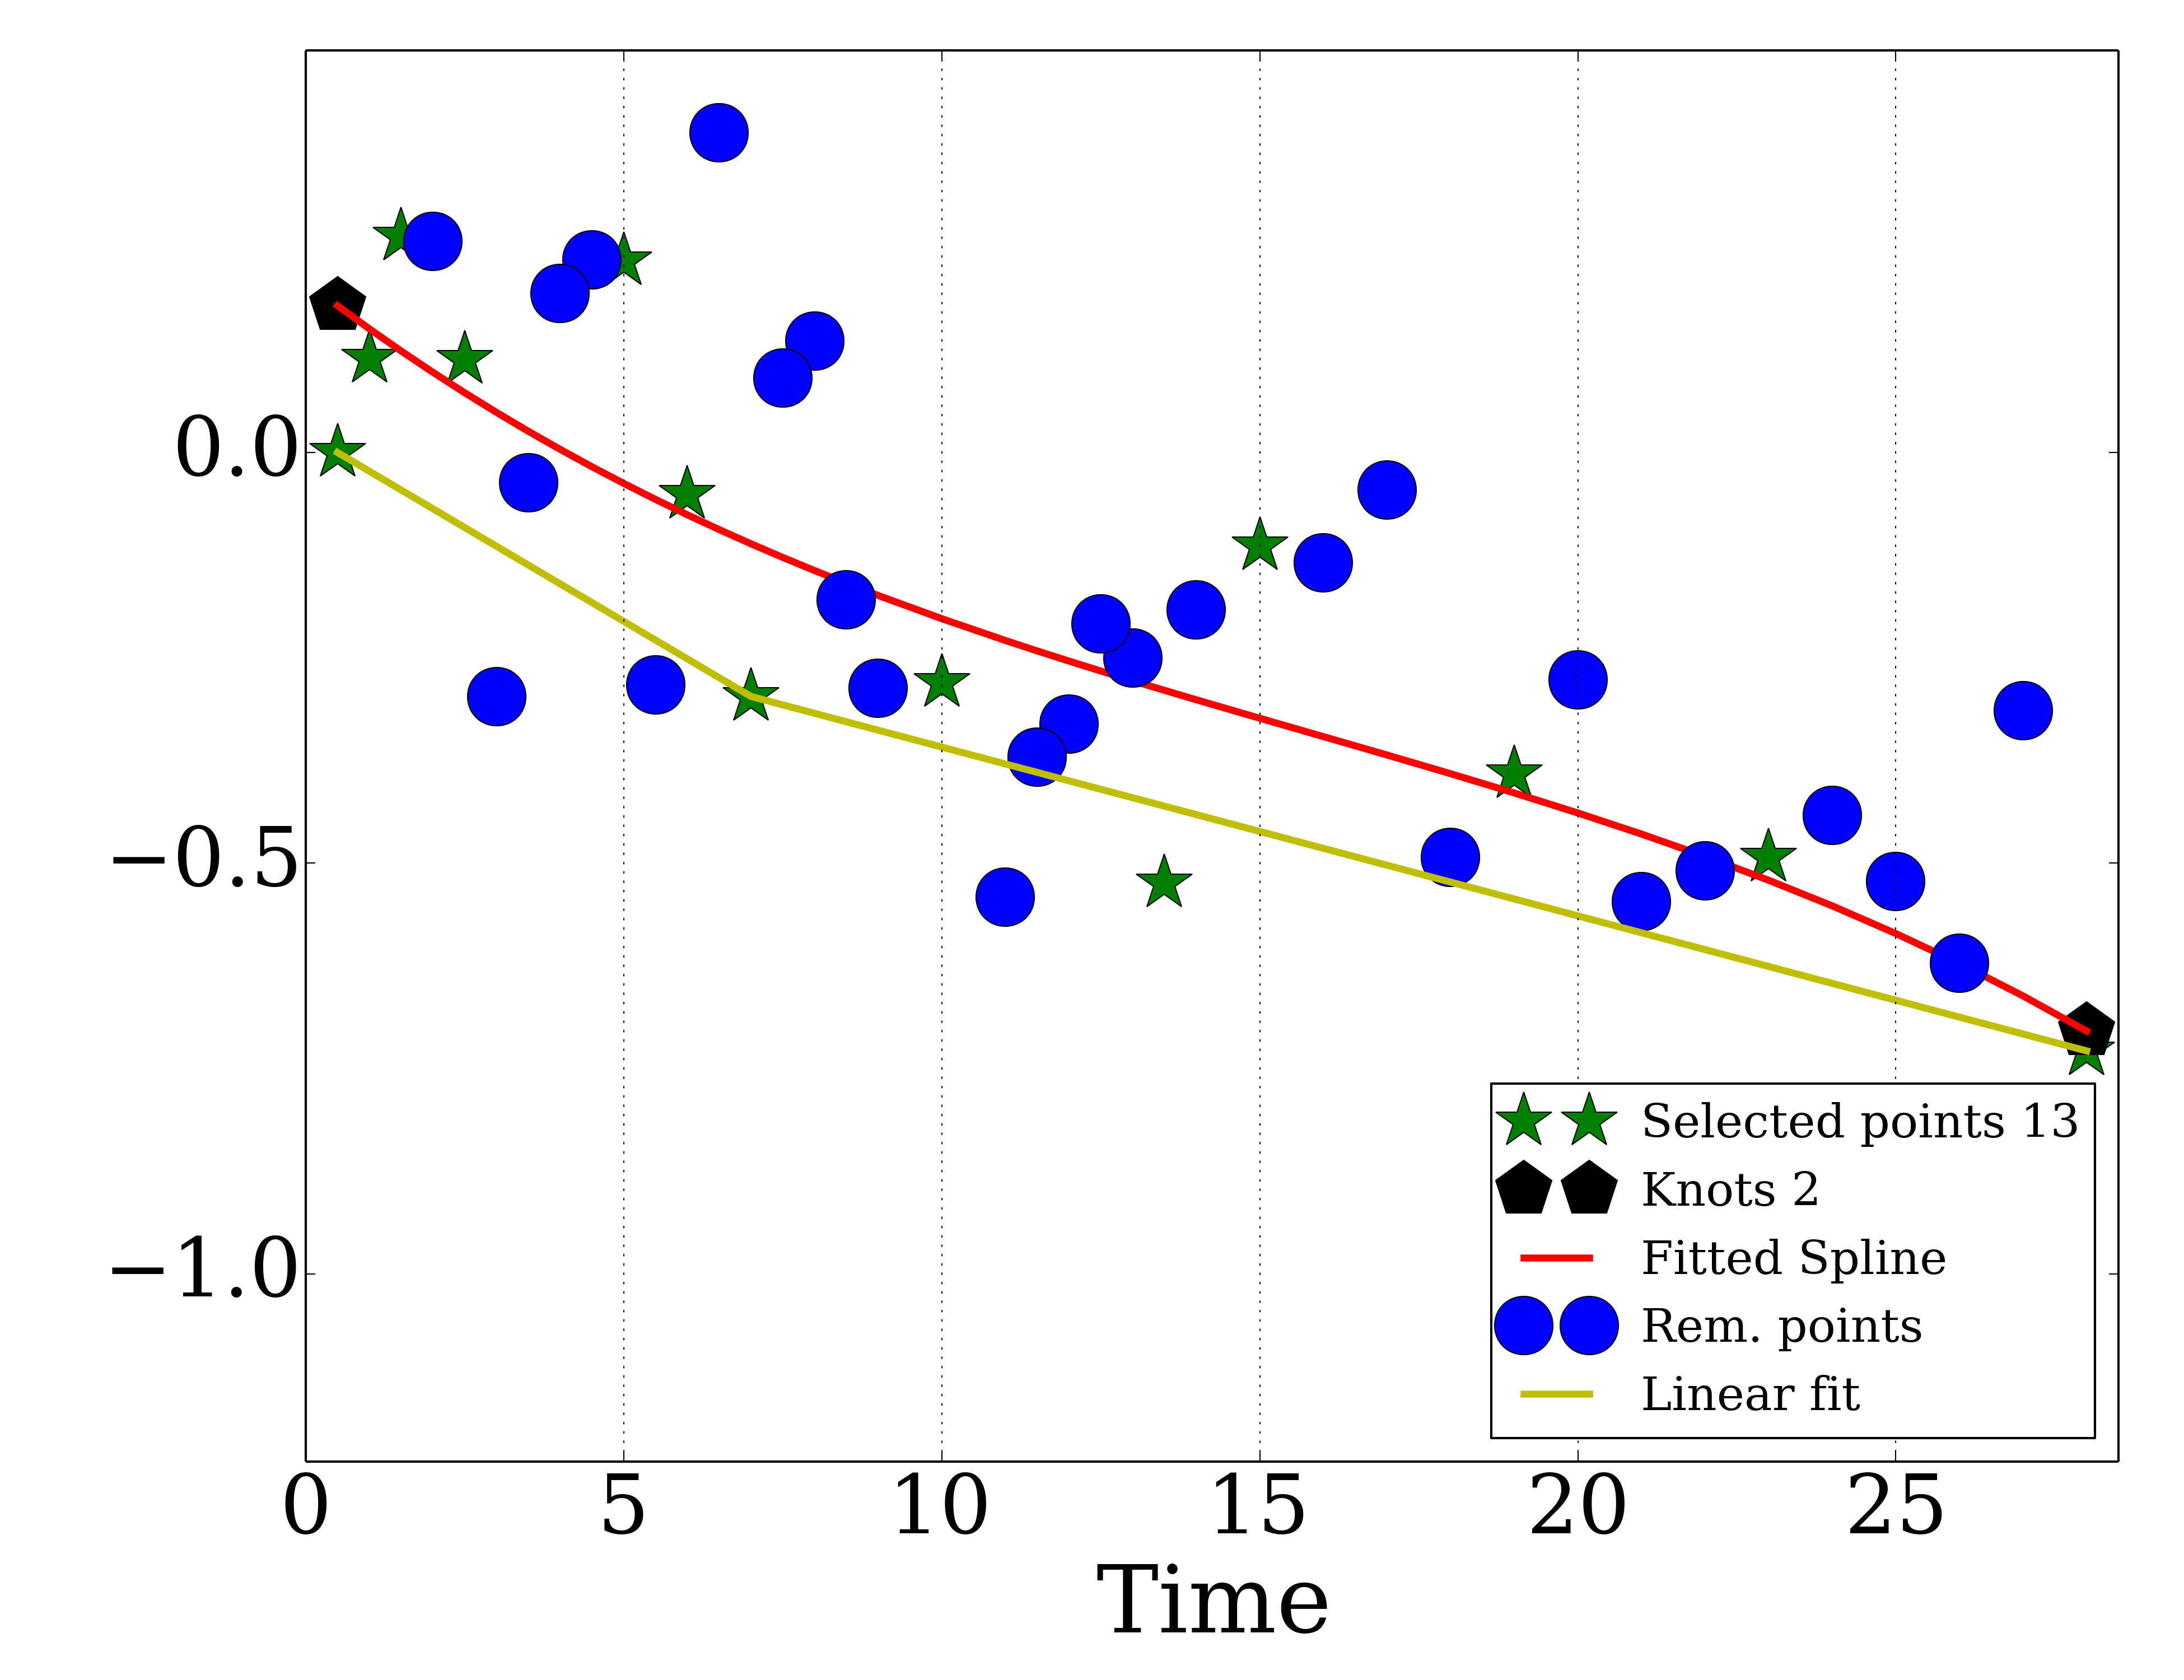 0.0
−0.5
−1.0
0 5 10 15 20 25
Time
Selected points 13
Knots 2
Fitted Spline
Rem. points
Linear fit